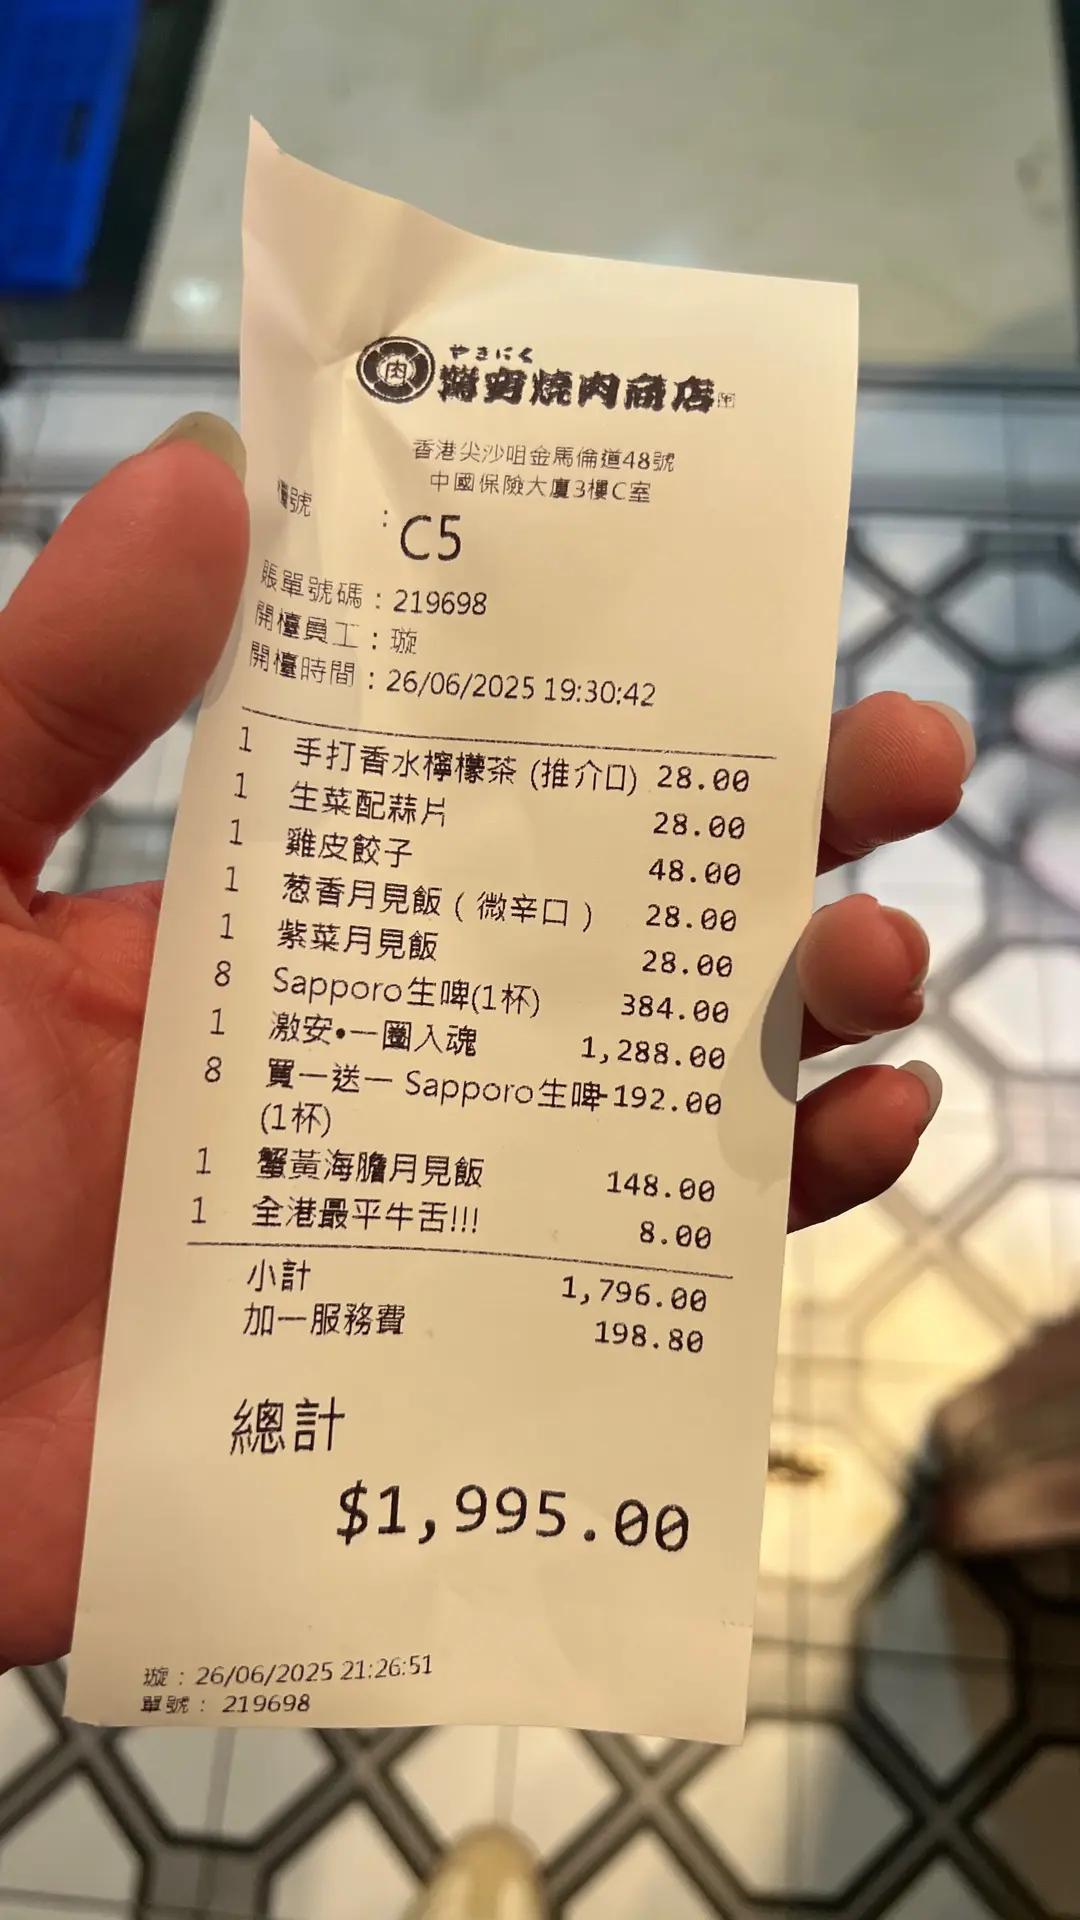 肉
やきにく
燒肉商店
香港尖沙咀金馬倫道48號
中國保險大廈3樓C室
檯號 : C5
賬單號碼 : 219698
開檯員工 : 璇
開檯時間 : 26/06/2025 19:30:42
1 手打香水檸檬茶 (推介口) 28.00
1 生菜配蒜片 28.00
1 雞皮餃子 48.00
1 葱香月見飯 ( 微辛口 ) 28.00
1 紫菜月見飯 28.00
8 Sapporo生啤(1杯) 384.00
1 激安•一圈入魂 1,288.00
8 買一送一 Sapporo生啤 -192.00
(1杯)
1 蟹黃海膽月見飯 148.00
1 全港最平牛舌!!! 8.00
小計 1,796.00
加一服務費 198.80
總計
$1,995.00
璇 : 26/06/2025 21:26:51
單號 : 219698